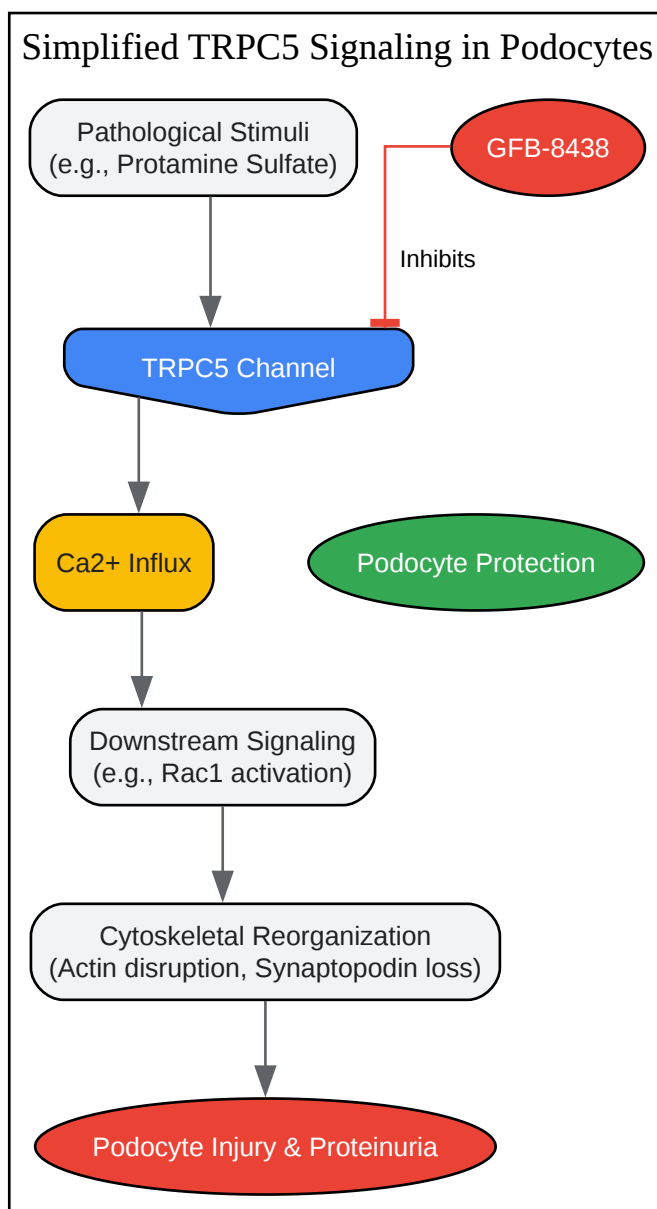 Simplified TRPC5 Signaling in Podocytes
Pathological Stimuli
(e.g., Protamine Sulfate)
GFB-8438
Inhibits
TRPC5 Channel
Ca2+ Influx
Podocyte Protection
Downstream Signaling
(e.g., Rac1 activation)
Cytoskeletal Reorganization
(Actin disruption, Synaptopodin loss)
Podocyte Injury & Proteinuria